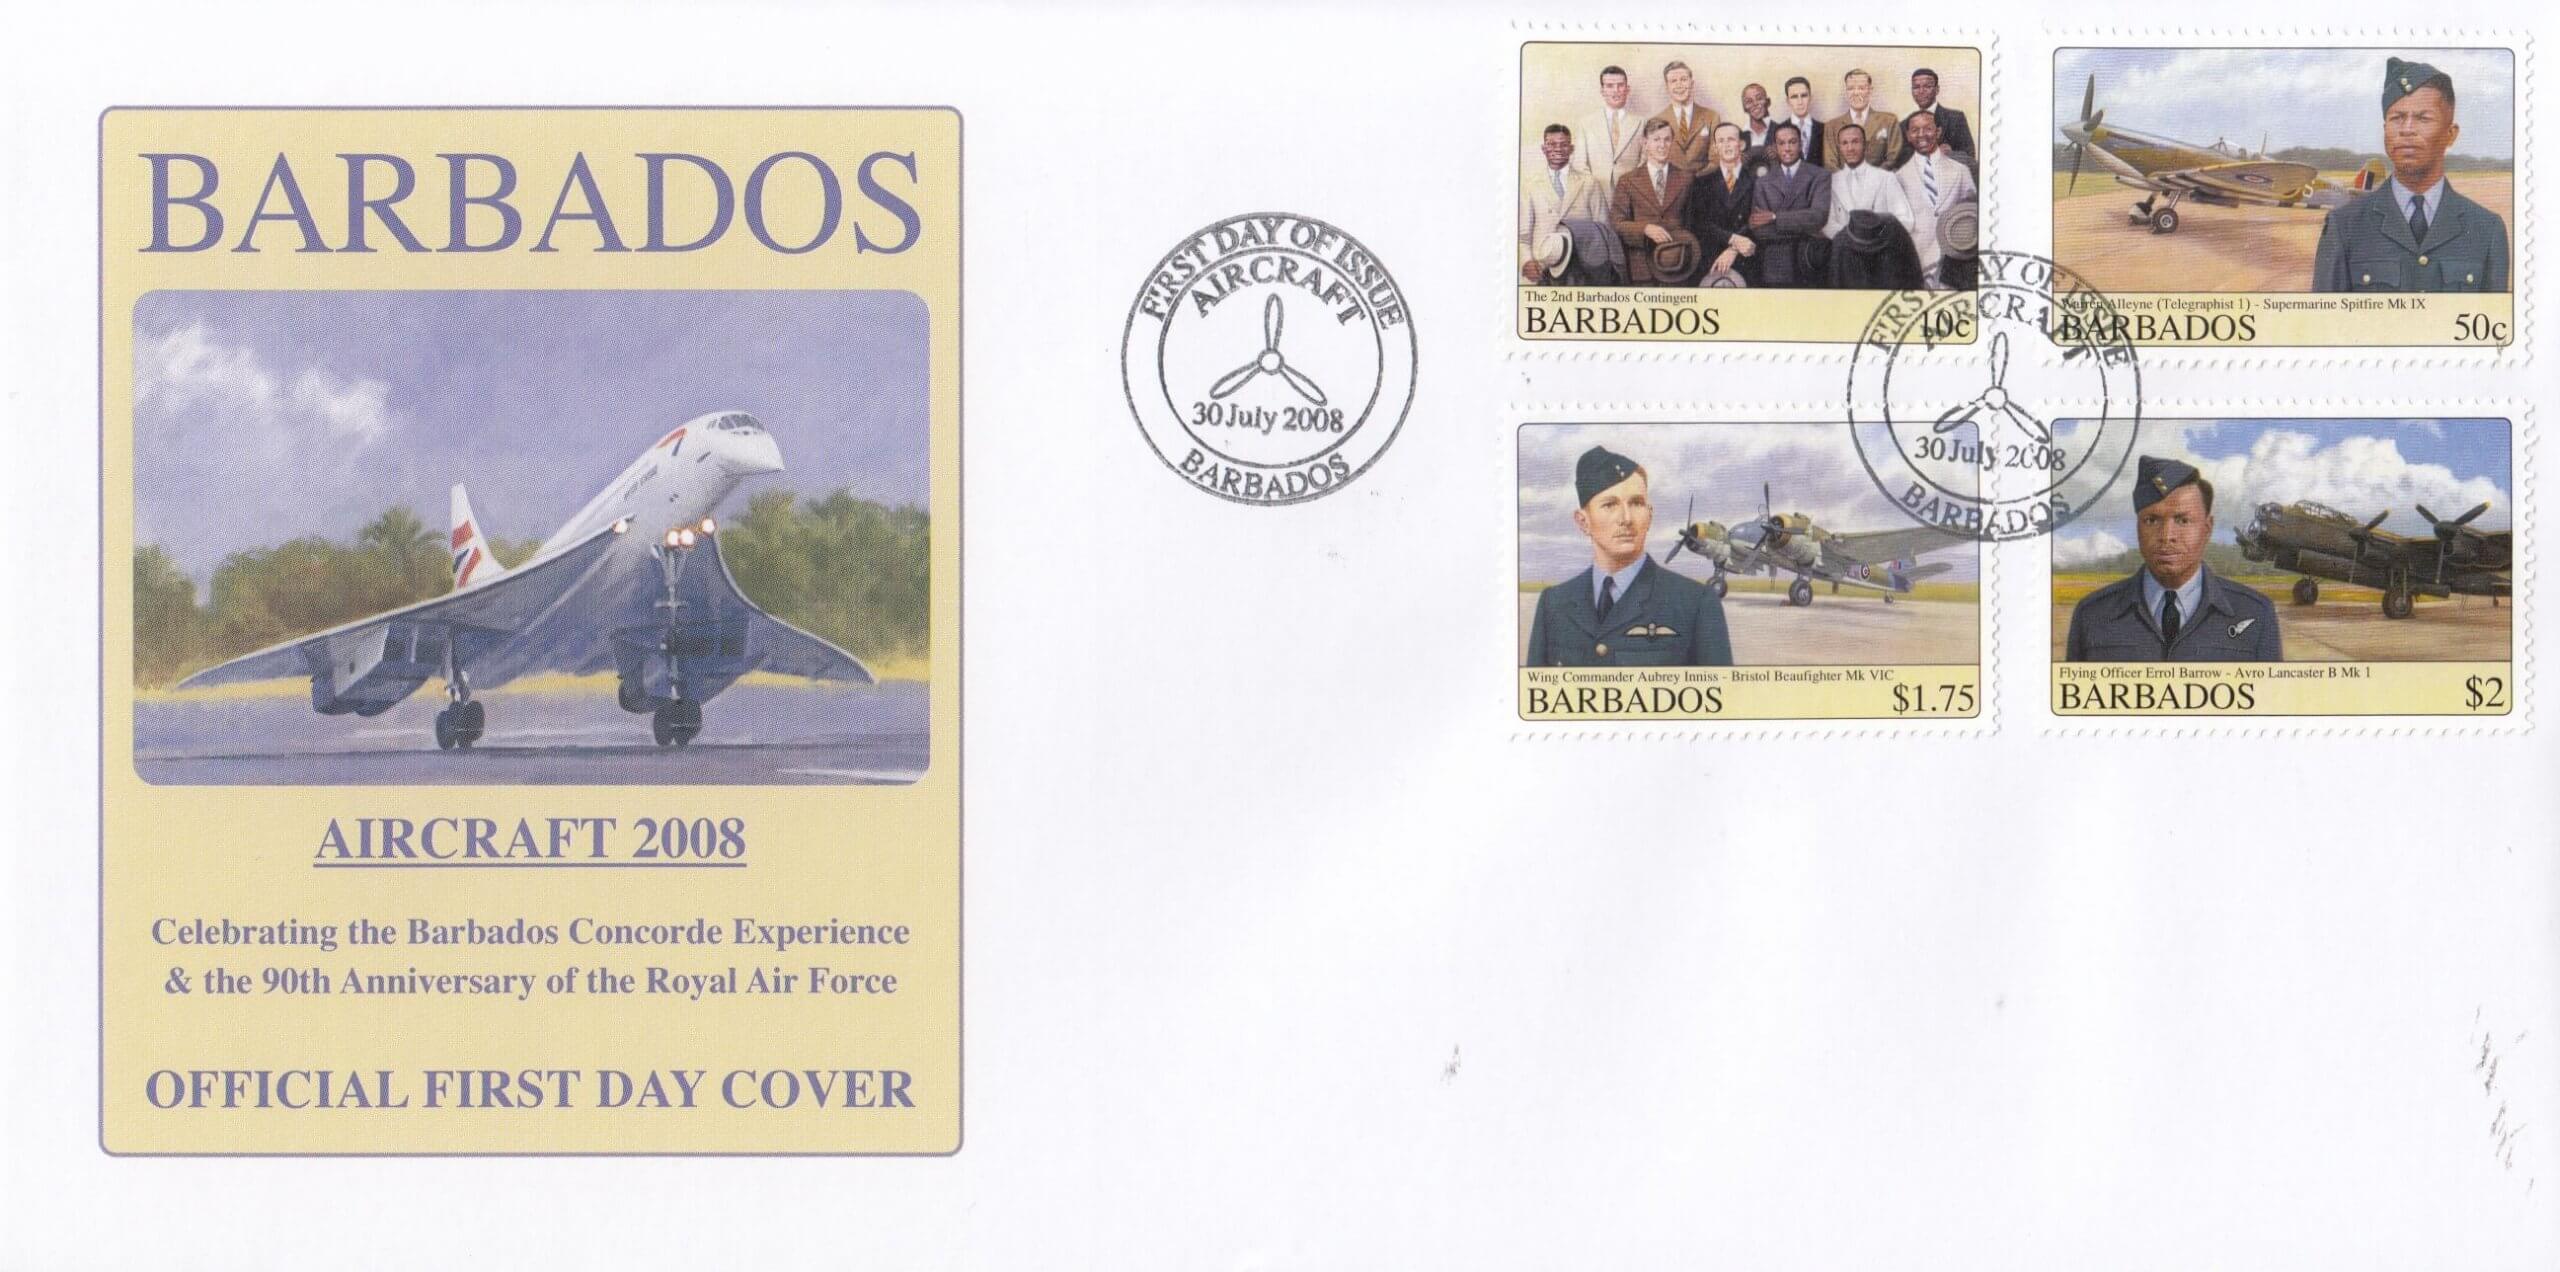 BARBADOS
AIRCRAFT 2008
Celebrating the Barbados Concorde Experience
& the 90th Anniversary of the Royal Air Force
OFFICIAL FIRST DAY COVER
FIRST DAY OF ISSUE
AIRCRAFT
30 July 2008
BARBADOS
The 2nd Barbados Contingent
BARBADOS 10c
Warren Alleyne (Telegraphist 1) - Supermarine Spitfire Mk IX
BARBADOS 50c
FIRST DAY OF ISSUE
AIRCRAFT
30 July 2008
BARBADOS
Wing Commander Aubrey Inniss - Bristol Beaufighter Mk VIC
BARBADOS $1.75
Flying Officer Errol Barrow - Avro Lancaster B Mk 1
BARBADOS $2